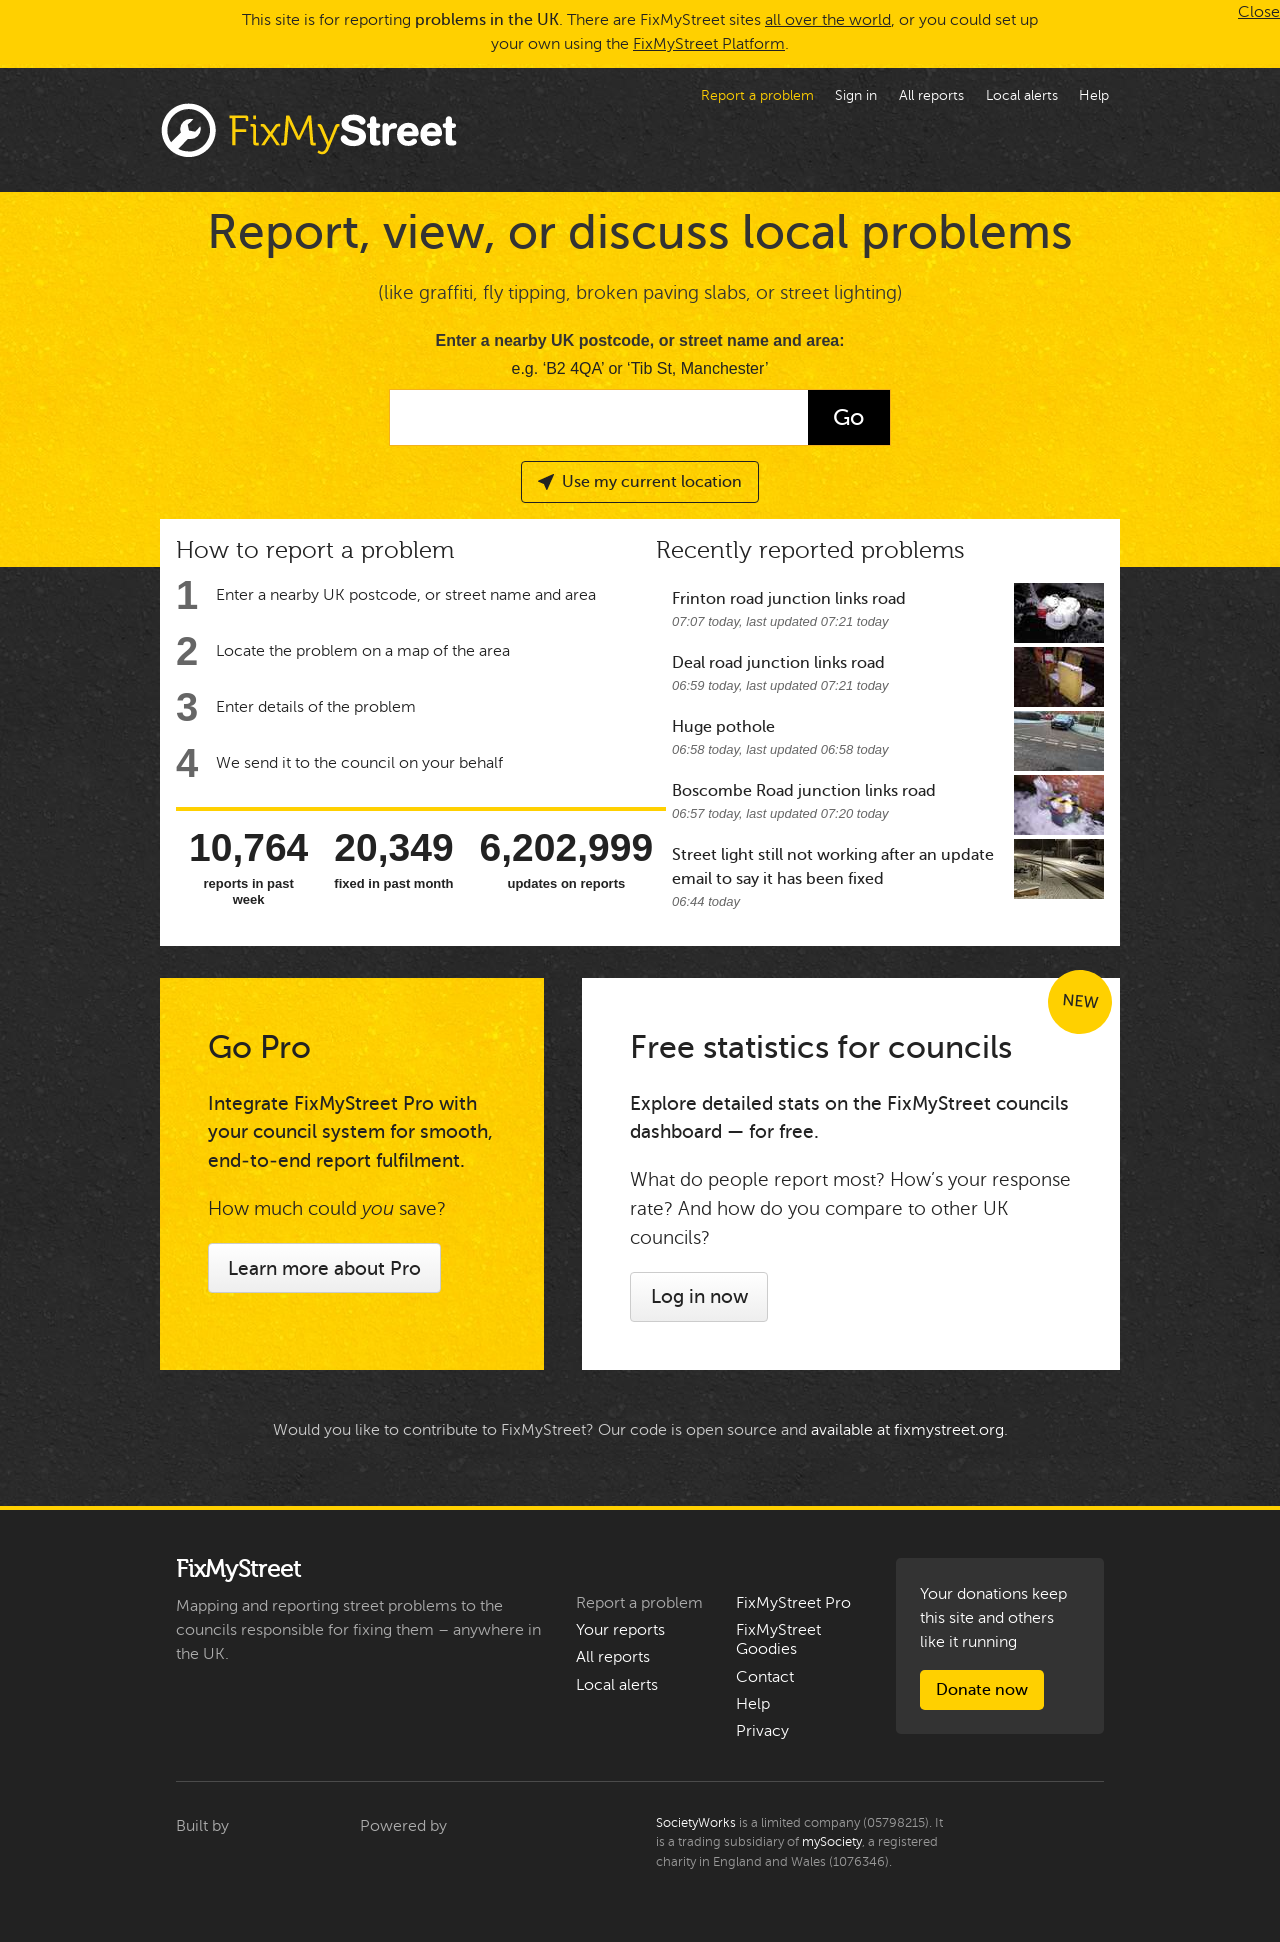 This site is for reporting problems in the UK. There are FixMyStreet sites all over the world, or you could set up
your own using the FixMyStreet Platform.
Close
Report a problem Sign in All reports Local alerts Help
FixMyStreet
Report, view, or discuss local problems
(like graffiti, fly tipping, broken paving slabs, or street lighting)
Enter a nearby UK postcode, or street name and area:
e.g. ‘B2 4QA’ or ‘Tib St, Manchester’
Go
Use my current location
How to report a problem
1 Enter a nearby UK postcode, or street name and area
2 Locate the problem on a map of the area
3 Enter details of the problem
4 We send it to the council on your behalf
10,764 20,349 6,202,999
reports in past fixed in past month updates on reports
week
Recently reported problems
Frinton road junction links road
07:07 today, last updated 07:21 today
Deal road junction links road
06:59 today, last updated 07:21 today
Huge pothole
06:58 today, last updated 06:58 today
Boscombe Road junction links road
06:57 today, last updated 07:20 today
Street light still not working after an update
email to say it has been fixed
06:44 today
Go Pro
Integrate FixMyStreet Pro with
your council system for smooth,
end-to-end report fulfilment.
How much could you save?
Learn more about Pro
NEW
Free statistics for councils
Explore detailed stats on the FixMyStreet councils
dashboard — for free.
What do people report most? How’s your response
rate? And how do you compare to other UK
councils?
Log in now
Would you like to contribute to FixMyStreet? Our code is open source and available at fixmystreet.org.
FixMyStreet
Mapping and reporting street problems to the
councils responsible for fixing them – anywhere in
the UK.
Report a problem
Your reports
All reports
Local alerts
FixMyStreet Pro
FixMyStreet
Goodies
Contact
Help
Privacy
Your donations keep
this site and others
like it running
Donate now
Built by
Powered by
SocietyWorks is a limited company (05798215). It
is a trading subsidiary of mySociety, a registered
charity in England and Wales (1076346).